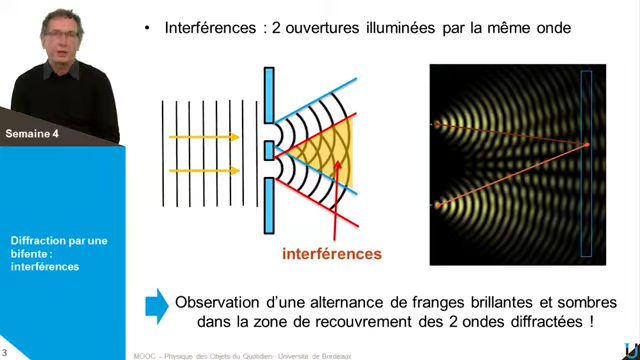 • Interférences : 2 ouvertures illuminées par la même onde
Semaine 4
Diffraction par une
bifente :
interférences
interférences
Observation d'une alternance de franges brillantes et sombres
dans la zone de recouvrement des 2 ondes diffractées !
3
MOOC – Physique des Objets du Quotidien- Université de Bordeaux